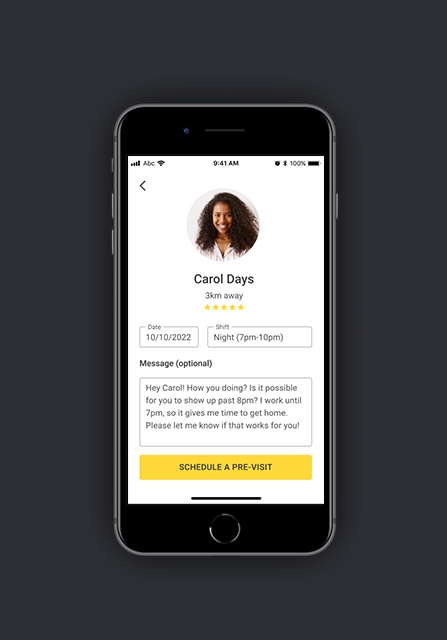 Abc 9:41 AM 100%
Carol Days
3km away
Date Shift
10/10/2022 Night (7pm-10pm)
Message (optional)
Hey Carol! How you doing? Is it possible
for you to show up past 8pm? I work until
7pm, so it gives me time to get home.
Please let me know if that works for you!
SCHEDULE A PRE-VISIT